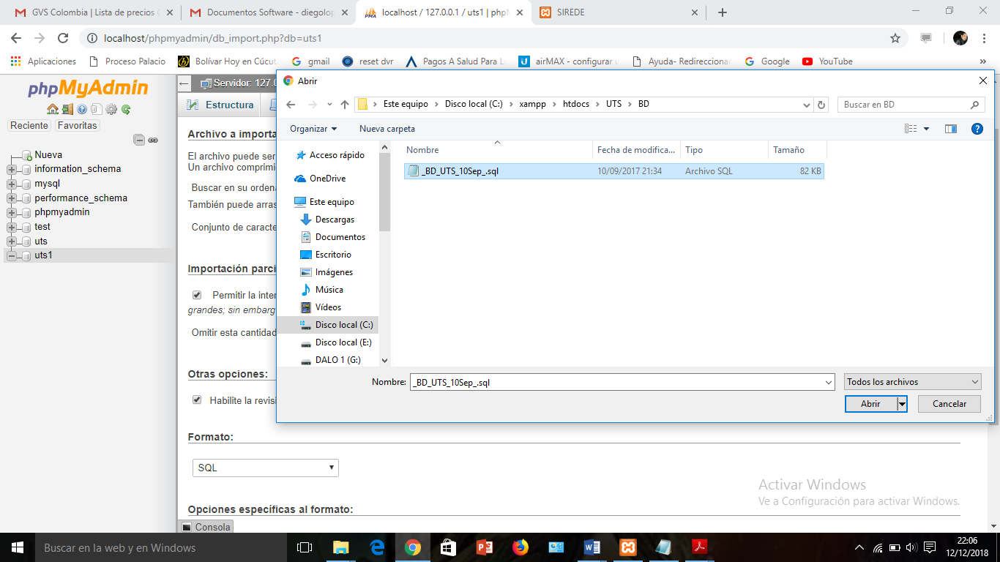 GVS Colombia | Lista de precios
Documentos Software - diegolop
localhost / 127.0.0.1 / uts1 | phpM
SIREDE
localhost/phpmyadmin/db_import.php?db=uts1
Aplicaciones
Proceso Palacio
Bolívar Hoy en Cúcut
gmail
reset dvr
Pagos A Salud Para L
airMAX - configurar u
Ayuda- Redireccionar
Google
YouTube
phpMyAdmin
Reciente
Favoritas
Nueva
information_schema
mysql
performance_schema
phpmyadmin
test
uts
uts1
Servidor: 127.0
Estructura
Archivo a importa
El archivo puede ser
Un archivo comprimi
Buscar en su ordena
También puede arras
Conjunto de caracte
Importación parci
Permitir la inter
grandes; sin embarg
Omitir esta cantidad
Otras opciones:
Habilite la revisi
Formato:
SQL
Opciones específicas al formato:
Consola
Abrir
Este equipo
Disco local (C:)
xampp
htdocs
UTS
BD
Buscar en BD
Organizar
Nueva carpeta
Acceso rápido
OneDrive
Este equipo
Descargas
Documentos
Escritorio
Imágenes
Música
Vídeos
Disco local (C:)
Disco local (E:)
DALO 1 (G:)
Nombre Fecha de modifica... Tipo Tamaño
_BD_UTS_10Sep_.sql 10/09/2017 21:34 Archivo SQL 82 KB
Nombre: _BD_UTS_10Sep_.sql
Todos los archivos
Abrir
Cancelar
Activar Windows
Ve a Configuración para activar Windows.
Buscar en la web y en Windows
22:06
12/12/2018